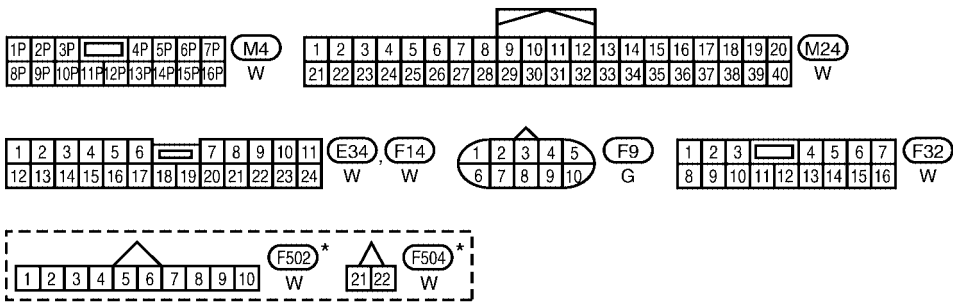 1P 2P 3P 4P 5P 6P 7P M4
8P 9P 10P 11P 12P 13P 14P 15P 16P W
1 2 3 4 5 6 7 8 9 10 11 12 13 14 15 16 17 18 19 20 M24
21 22 23 24 25 26 27 28 29 30 31 32 33 34 35 36 37 38 39 40 W
1 2 3 4 5 6 7 8 9 10 11 E34 , F14
12 13 14 15 16 17 18 19 20 21 22 23 24 W W
1 2 3 4 5 F9
6 7 8 9 10 G
1 2 3 4 5 6 7 F32
8 9 10 11 12 13 14 15 16 W
1 2 3 4 5 6 7 8 9 10 F502 * W
21 22 F504 * W